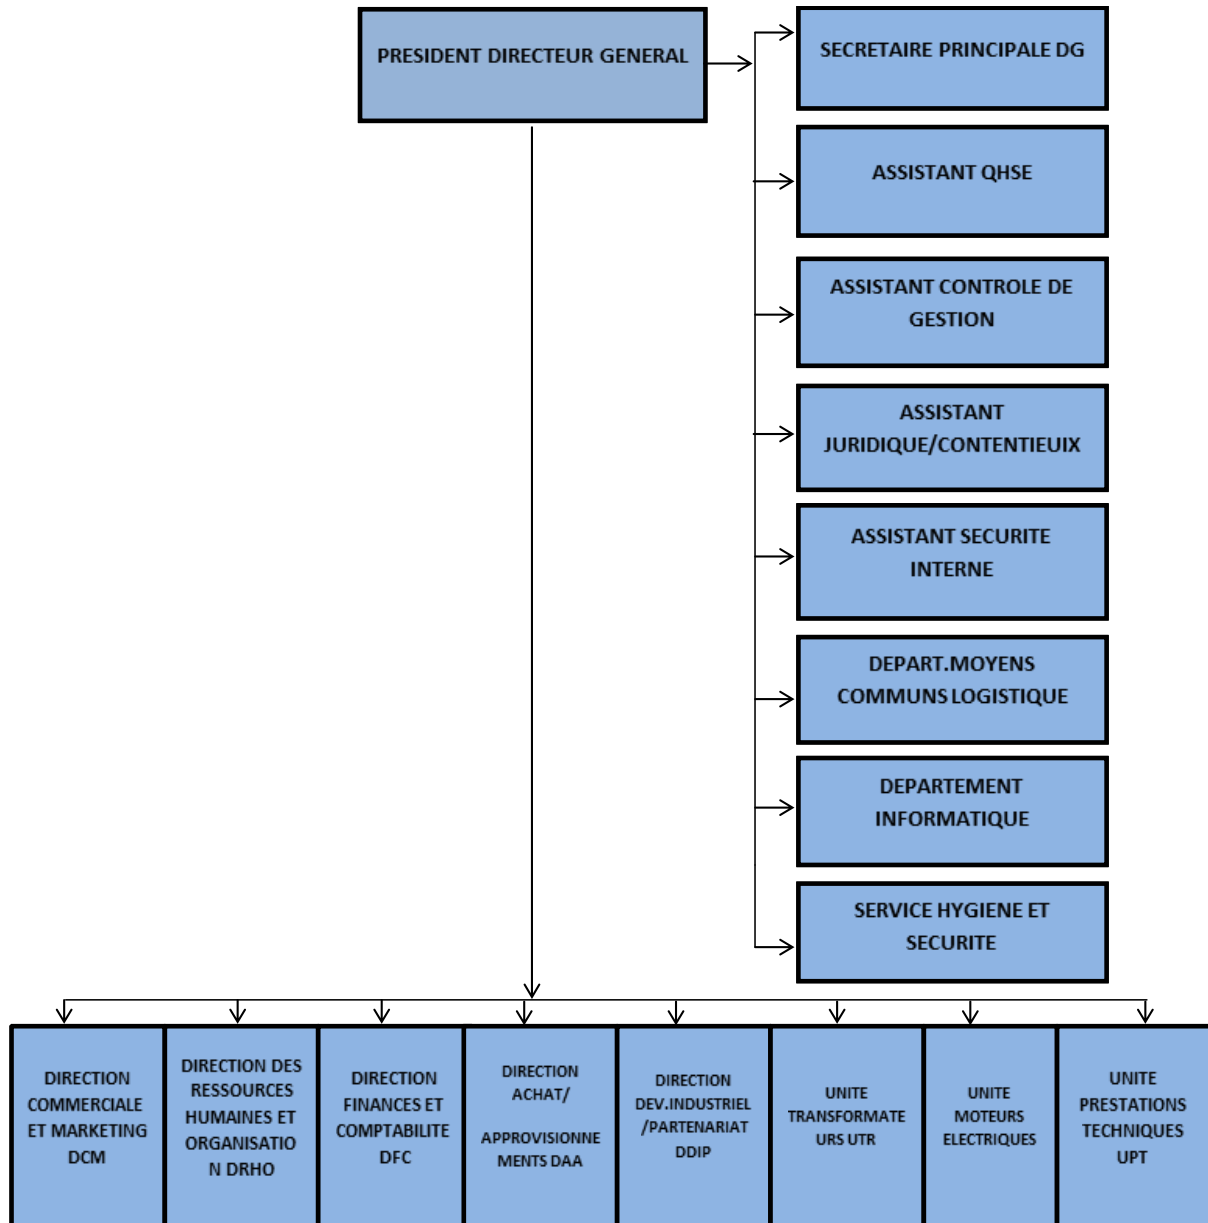 PRESIDENT DIRECTEUR GENERAL
SECRETAIRE PRINCIPALE DG
ASSISTANT QHSE
ASSISTANT CONTROLE DE
GESTION
ASSISTANT
JURIDIQUE/CONTENTIEUIX
ASSISTANT SECURITE
INTERNE
DEPART.MOYENS
COMMUNS LOGISTIQUE
DEPARTEMENT
INFORMATIQUE
SERVICE HYGIENE ET
SECURITE
DIRECTION
COMMERCIALE
ET MARKETING
DCM
DIRECTION DES
RESSOURCES
HUMAINES ET
ORGANISATIO
N DRHO
DIRECTION
FINANCES ET
COMPTABILITE
DFC
DIRECTION
ACHAT/
APPROVISIONNE
MENTS DAA
DIRECTION
DEV.INDUSTRIEL
/PARTENARIAT
DDIP
UNITE
TRANSFORMATE
URS UTR
UNITE
MOTEURS
ELECTRIQUES
UNITE
PRESTATIONS
TECHNIQUES
UPT